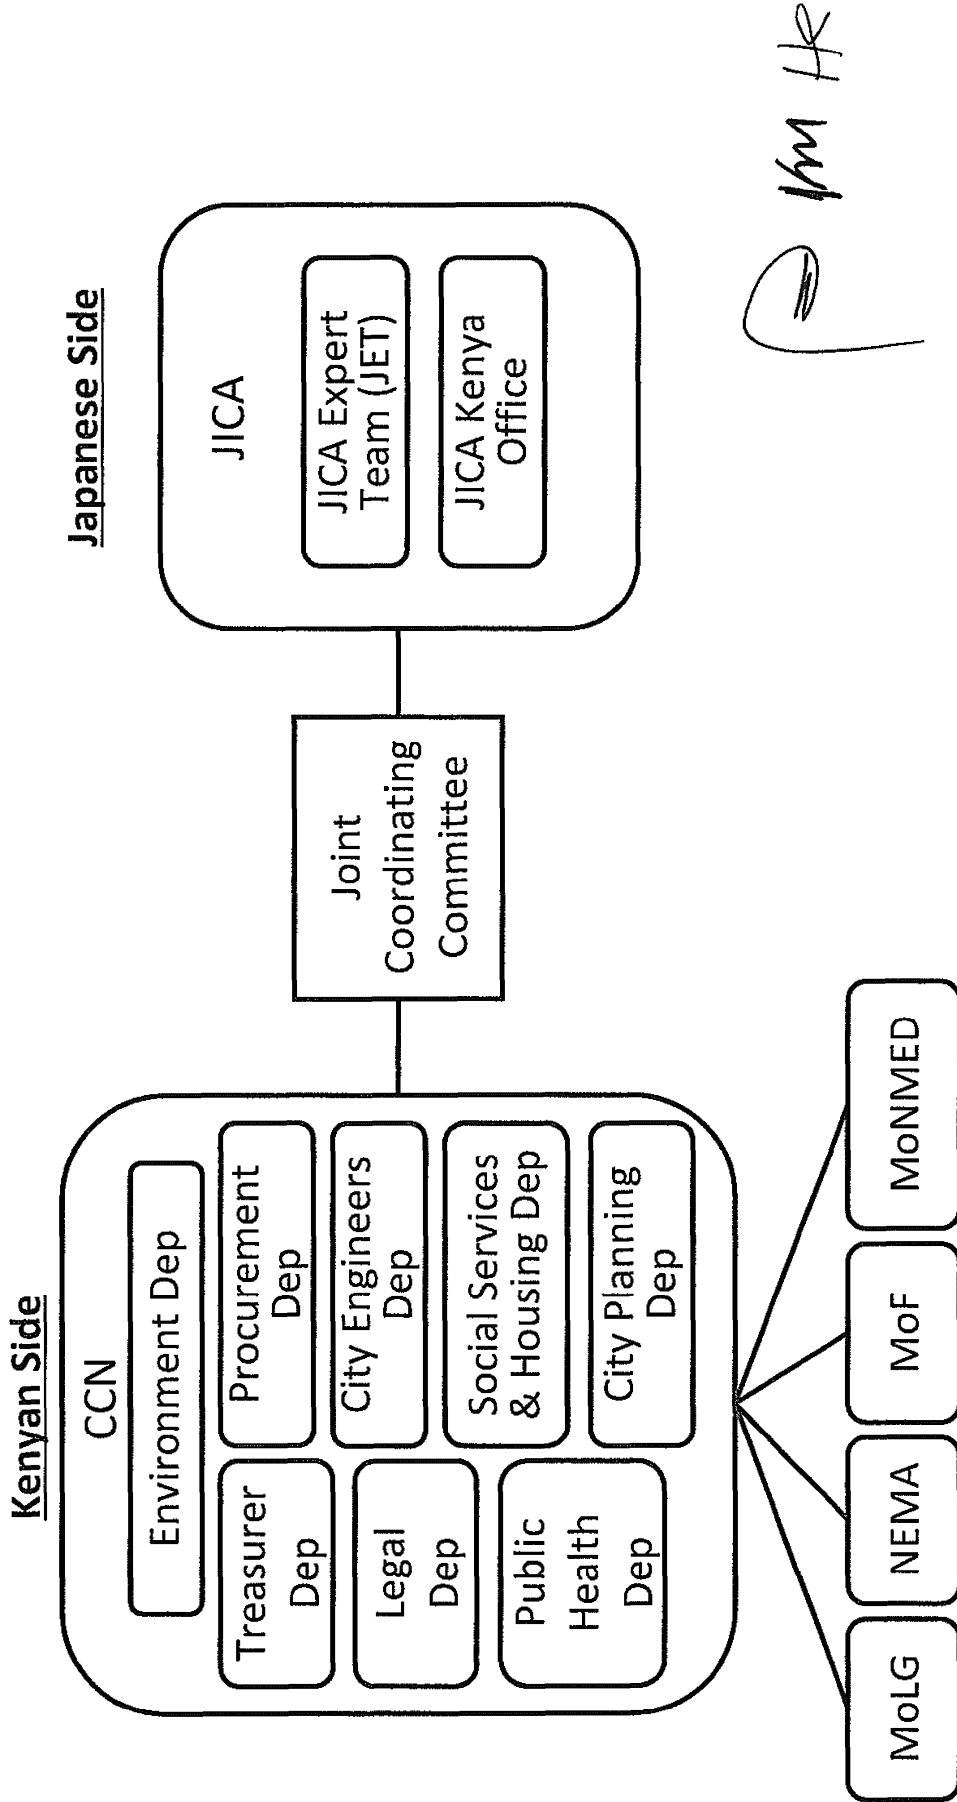 Kenyan Side
CCN
Environment Dep
Treasurer
Dep
Procurement
Dep
Legal
Dep
City Engineers
Dep
Public
Health
Dep
Social Services
& Housing Dep
City Planning
Dep
MoLG
NEMA
MoF
MoNMED
Joint
Coordinating
Committee
Japanese Side
JICA
JICA Expert
Team (JET)
JICA Kenya
Office